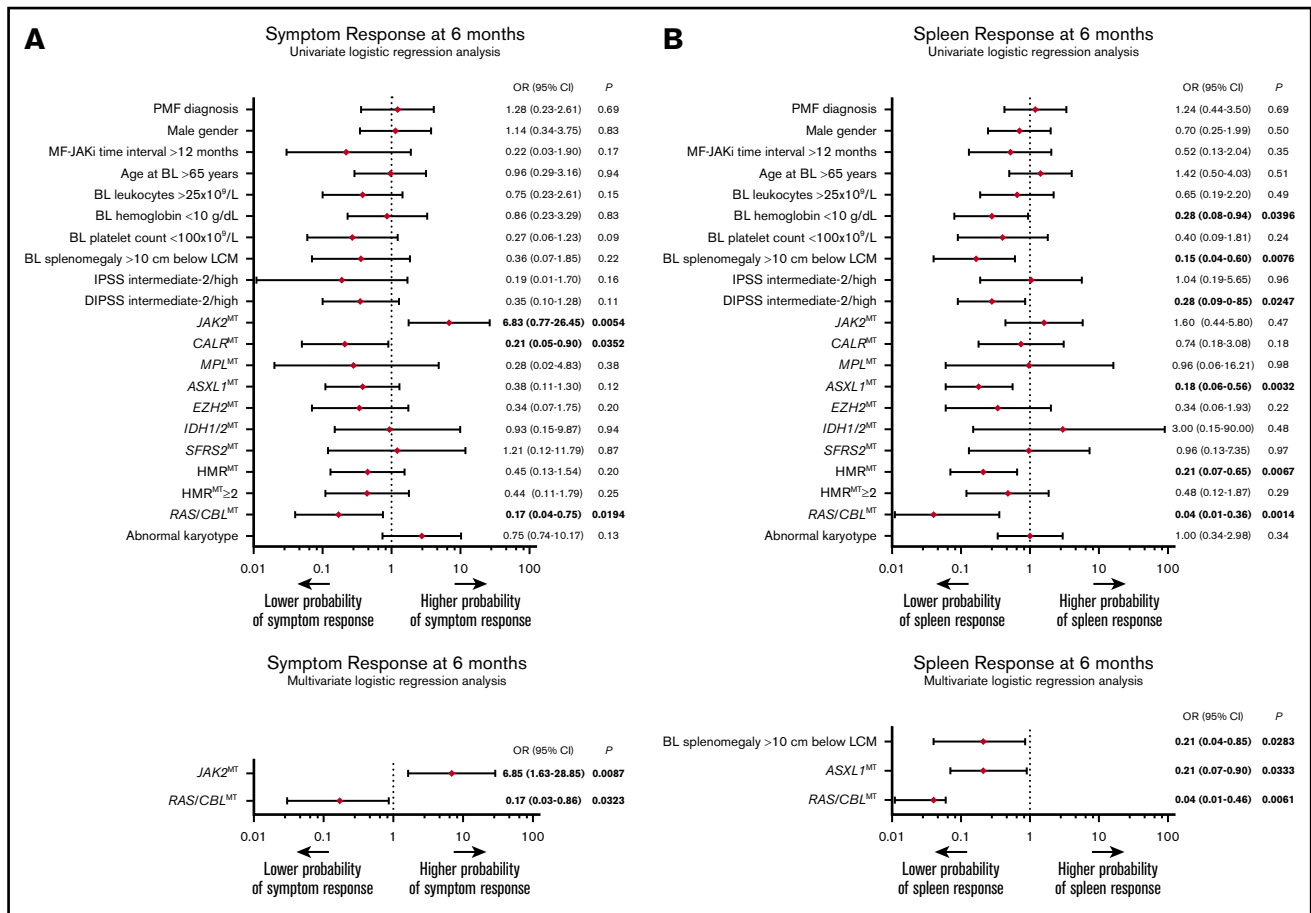 A
Symptom Response at 6 months
Univariate logistic regression analysis
OR (95% CI) P
PMF diagnosis 1.28 (0.23-2.61) 0.69
Male gender 1.14 (0.34-3.75) 0.83
MF-JAKi time interval >12 months 0.22 (0.03-1.90) 0.17
Age at BL >65 years 0.96 (0.29-3.16) 0.94
BL leukocytes >25x10⁹/L 0.75 (0.23-2.61) 0.15
BL hemoglobin <10 g/dL 0.86 (0.23-3.29) 0.83
BL platelet count <100x10⁹/L 0.27 (0.06-1.23) 0.09
BL splenomegaly >10 cm below LCM 0.36 (0.07-1.85) 0.22
IPSS intermediate-2/high 0.19 (0.01-1.70) 0.16
DIPSS intermediate-2/high 0.35 (0.10-1.28) 0.11
JAK2ᴹᵀ 6.83 (0.77-26.45) 0.0054
CALRᴹᵀ 0.21 (0.05-0.90) 0.0352
MPLᴹᵀ 0.28 (0.02-4.83) 0.38
ASXL1ᴹᵀ 0.38 (0.11-1.30) 0.12
EZH2ᴹᵀ 0.34 (0.07-1.75) 0.20
IDH1/2ᴹᵀ 0.93 (0.15-9.87) 0.94
SFRS2ᴹᵀ 1.21 (0.12-11.79) 0.87
HMRᴹᵀ 0.45 (0.13-1.54) 0.20
HMRᴹᵀ≥2 0.44 (0.11-1.79) 0.25
RAS/CBLᴹᵀ 0.17 (0.04-0.75) 0.0194
Abnormal karyotype 0.75 (0.74-10.17) 0.13
0.01 0.1 1 10 100
Lower probability Higher probability
of symptom response of symptom response
Symptom Response at 6 months
Multivariate logistic regression analysis
OR (95% CI) P
JAK2ᴹᵀ 6.85 (1.63-28.85) 0.0087
RAS/CBLᴹᵀ 0.17 (0.03-0.86) 0.0323
0.01 0.1 1 10 100
Lower probability Higher probability
of symptom response of symptom response
B
Spleen Response at 6 months
Univariate logistic regression analysis
OR (95% CI) P
PMF diagnosis 1.24 (0.44-3.50) 0.69
Male gender 0.70 (0.25-1.99) 0.50
MF-JAKi time interval >12 months 0.52 (0.13-2.04) 0.35
Age at BL >65 years 1.42 (0.50-4.03) 0.51
BL leukocytes >25x10⁹/L 0.65 (0.19-2.20) 0.49
BL hemoglobin <10 g/dL 0.28 (0.08-0.94) 0.0396
BL platelet count <100x10⁹/L 0.40 (0.09-1.81) 0.24
BL splenomegaly >10 cm below LCM 0.15 (0.04-0.60) 0.0076
IPSS intermediate-2/high 1.04 (0.19-5.65) 0.96
DIPSS intermediate-2/high 0.28 (0.09-0-85) 0.0247
JAK2ᴹᵀ 1.60 (0.44-5.80) 0.47
CALRᴹᵀ 0.74 (0.18-3.08) 0.18
MPLᴹᵀ 0.96 (0.06-16.21) 0.98
ASXL1ᴹᵀ 0.18 (0.06-0.56) 0.0032
EZH2ᴹᵀ 0.34 (0.06-1.93) 0.22
IDH1/2ᴹᵀ 3.00 (0.15-90.00) 0.48
SFRS2ᴹᵀ 0.96 (0.13-7.35) 0.97
HMRᴹᵀ 0.21 (0.07-0.65) 0.0067
HMRᴹᵀ≥2 0.48 (0.12-1.87) 0.29
RAS/CBLᴹᵀ 0.04 (0.01-0.36) 0.0014
Abnormal karyotype 1.00 (0.34-2.98) 0.34
0.01 0.1 1 10 100
Lower probability Higher probability
of spleen response of spleen response
Spleen Response at 6 months
Multivariate logistic regression analysis
OR (95% CI) P
BL splenomegaly >10 cm below LCM 0.21 (0.04-0.85) 0.0283
ASXL1ᴹᵀ 0.21 (0.07-0.90) 0.0333
RAS/CBLᴹᵀ 0.04 (0.01-0.46) 0.0061
0.01 0.1 1 10 100
Lower probability Higher probability
of spleen response of spleen response